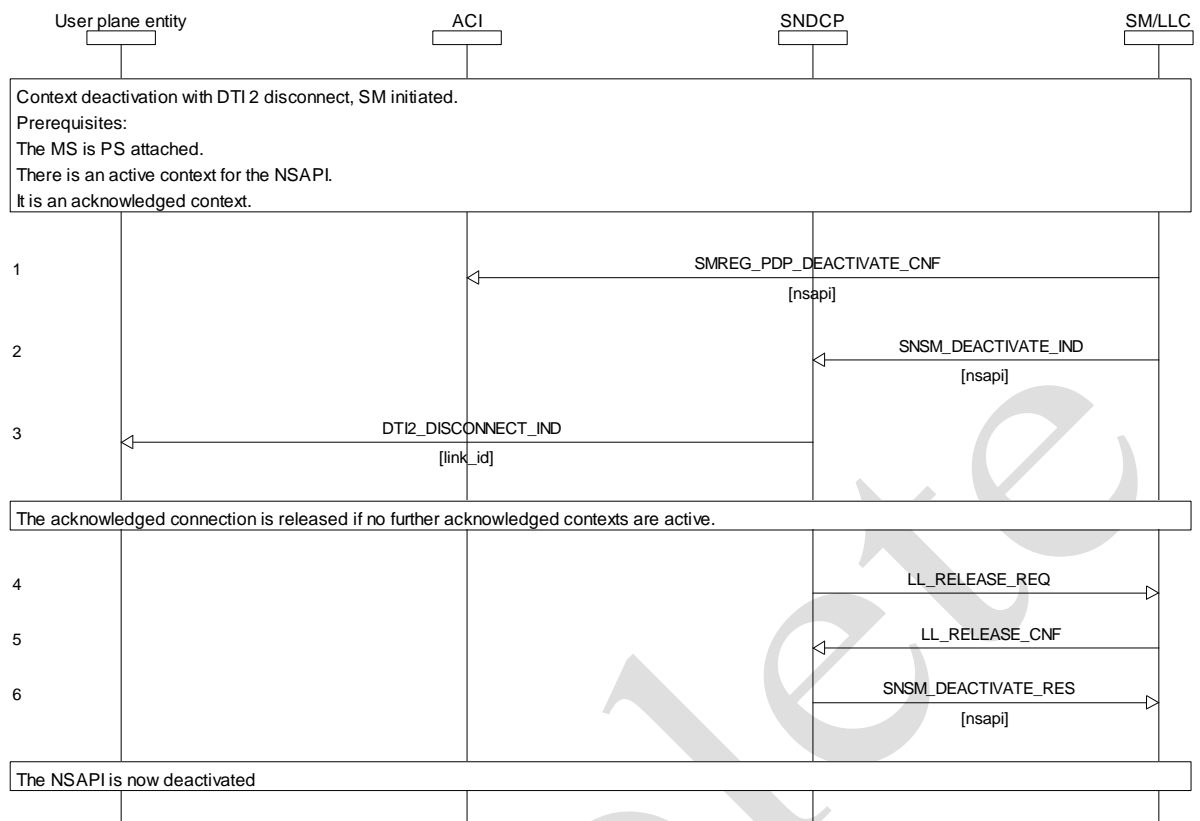 User plane entity ACI SNDCP SM/LLC
Context deactivation with DTI 2 disconnect, SM initiated.
Prerequisites:
The MS is PS attached.
There is an active context for the NSAPI.
It is an acknowledged context.
1 SMREG_PDP_DEACTIVATE_CNF
[nsapi]
2 SNSM_DEACTIVATE_IND
[nsapi]
3 DTI2_DISCONNECT_IND
[link_id]
The acknowledged connection is released if no further acknowledged contexts are active.
4 LL_RELEASE_REQ
5 LL_RELEASE_CNF
6 SNSM_DEACTIVATE_RES
[nsapi]
The NSAPI is now deactivated